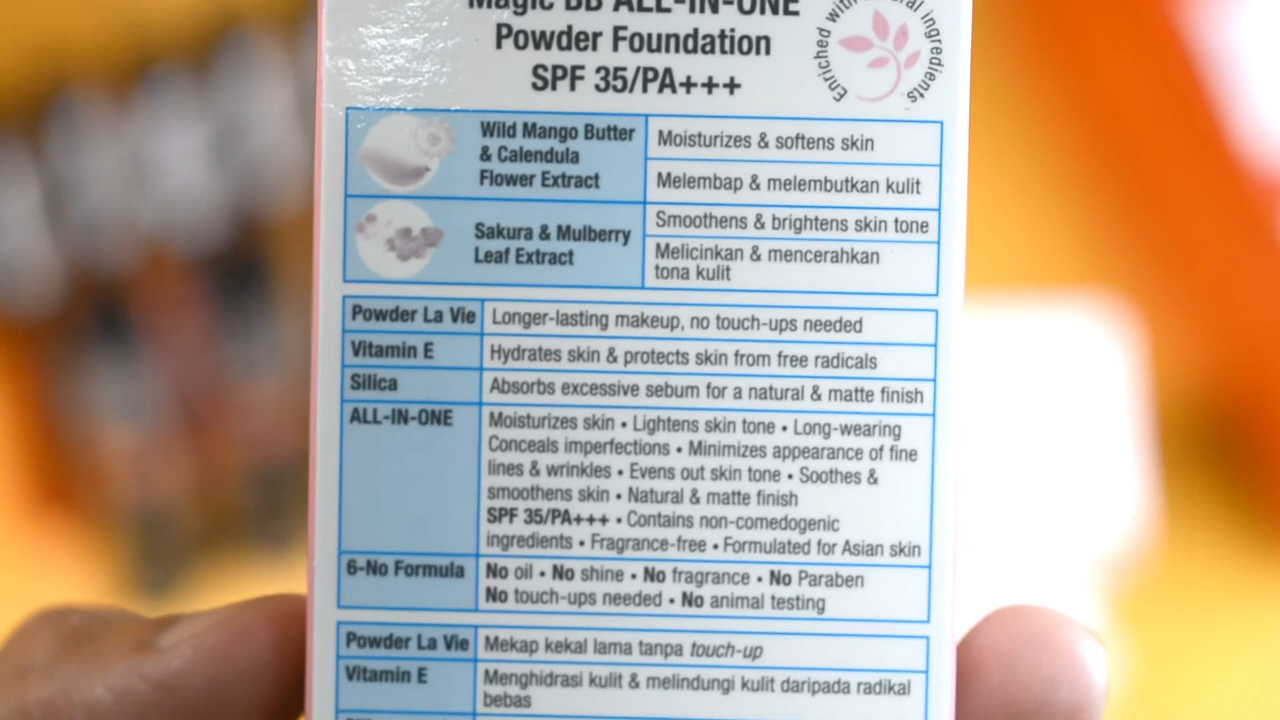 Magic BB ALL-IN-ONE
Powder Foundation
SPF 35/PA+++
Enriched with natural ingredients
Wild Mango Butter
& Calendula
Flower Extract
Moisturizes & softens skin
Melembap & melembutkan kulit
Sakura & Mulberry
Leaf Extract
Smoothens & brightens skin tone
Melicinkan & mencerahkan
tona kulit
Powder La Vie Longer-lasting makeup, no touch-ups needed
Vitamin E Hydrates skin & protects skin from free radicals
Silica Absorbs excessive sebum for a natural & matte finish
ALL-IN-ONE Moisturizes skin • Lightens skin tone • Long-wearing
Conceals imperfections • Minimizes appearance of fine
lines & wrinkles • Evens out skin tone • Soothes &
smoothens skin • Natural & matte finish
SPF 35/PA+++ • Contains non-comedogenic
ingredients • Fragrance-free • Formulated for Asian skin
6-No Formula No oil • No shine • No fragrance • No Paraben
No touch-ups needed • No animal testing
Powder La Vie Mekap kekal lama tanpa touch-up
Vitamin E Menghidrasi kulit & melindungi kulit daripada radikal
bebas